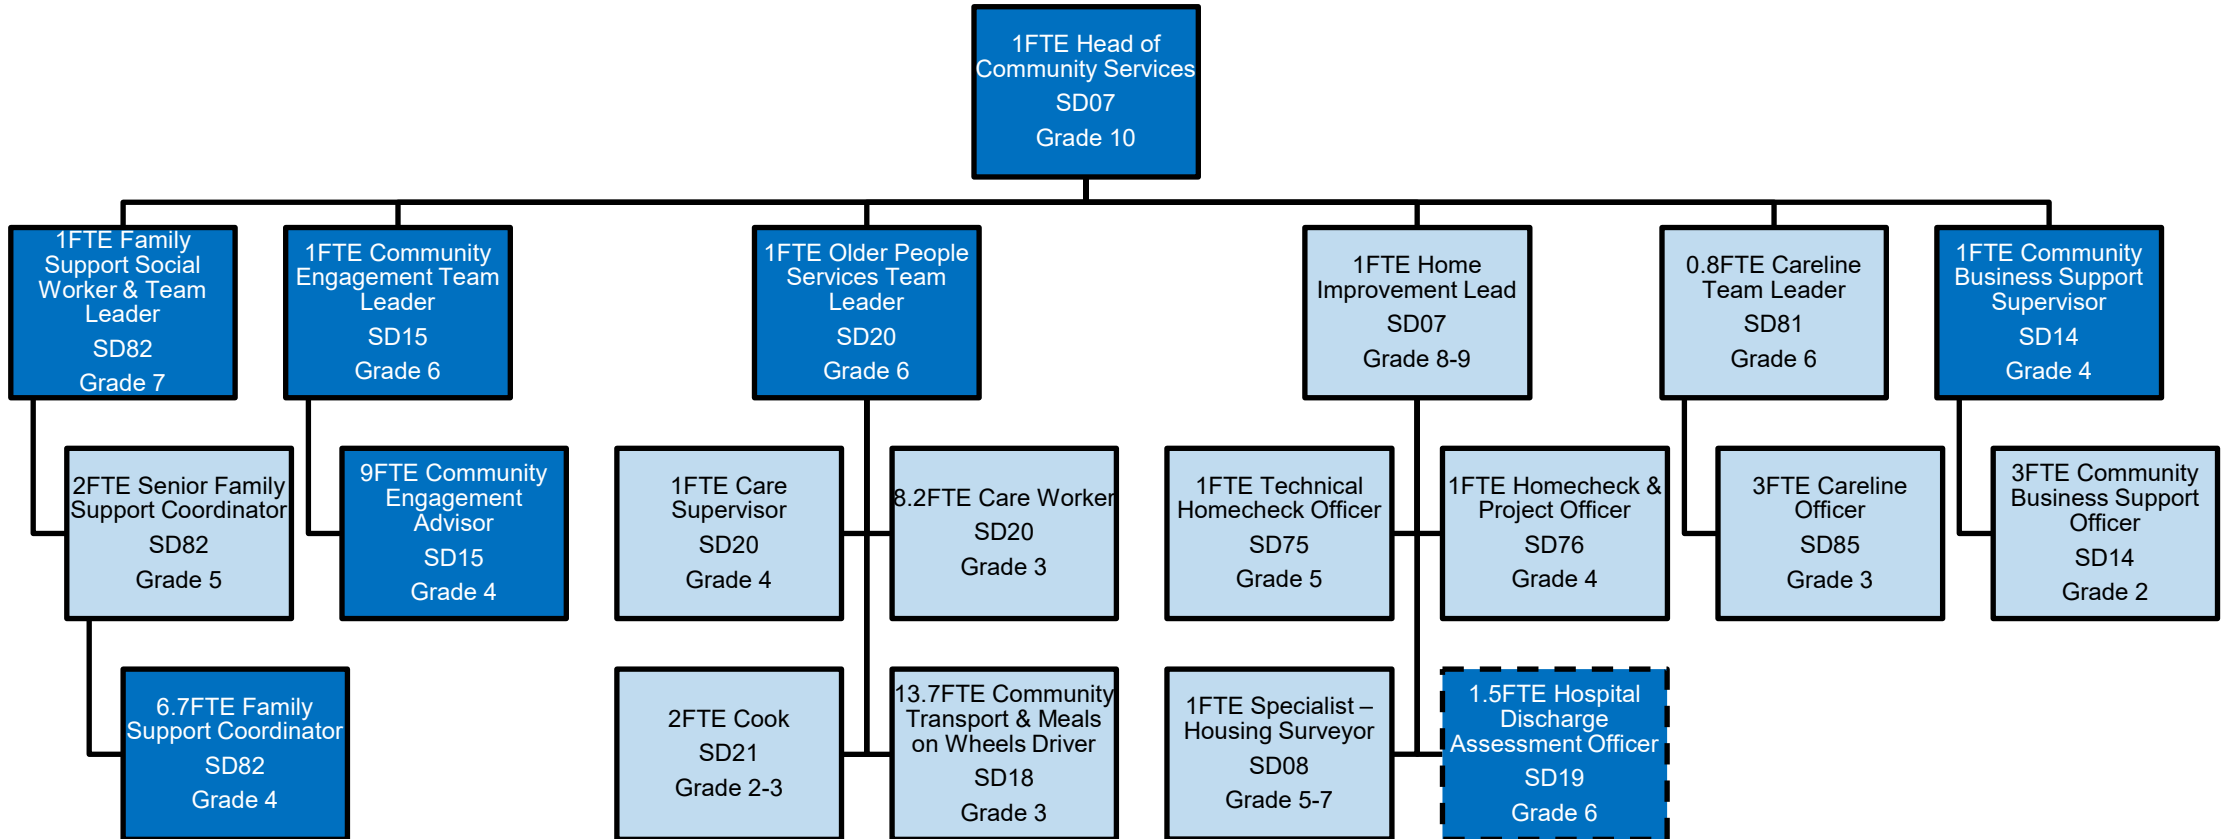 1FTE Head of
Community Services
SD07
Grade 10
1FTE Family
Support Social
Worker & Team
Leader
SD82
Grade 7
1FTE Community
Engagement Team
Leader
SD15
Grade 6
1FTE Older People
Services Team
Leader
SD20
Grade 6
1FTE Home
Improvement Lead
SD07
Grade 8-9
0.8FTE Careline
Team Leader
SD81
Grade 6
1FTE Community
Business Support
Supervisor
SD14
Grade 4
2FTE Senior Family
Support Coordinator
SD82
Grade 5
9FTE Community
Engagement
Advisor
SD15
Grade 4
1FTE Care
Supervisor
SD20
Grade 4
8.2FTE Care Worker
SD20
Grade 3
1FTE Technical
Homecheck Officer
SD75
Grade 5
1FTE Homecheck &
Project Officer
SD76
Grade 4
3FTE Careline
Officer
SD85
Grade 3
3FTE Community
Business Support
Officer
SD14
Grade 2
6.7FTE Family
Support Coordinator
SD82
Grade 4
2FTE Cook
SD21
Grade 2-3
13.7FTE Community
Transport & Meals
on Wheels Driver
SD18
Grade 3
1FTE Specialist –
Housing Surveyor
SD08
Grade 5-7
1.5FTE Hospital
Discharge
Assessment Officer
SD19
Grade 6